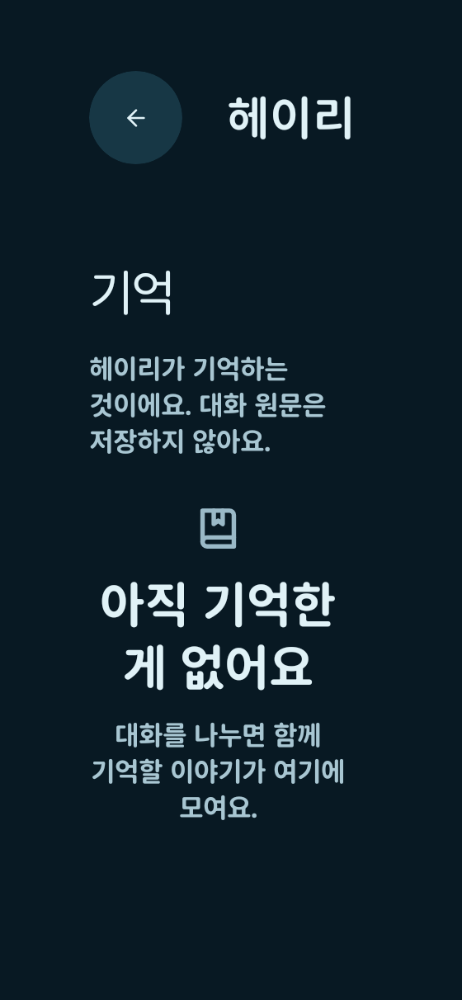 헤이리
기억
헤이리가 기억하는
것이에요. 대화 원문은
저장하지 않아요.
아직 기억한
게 없어요
대화를 나누면 함께
기억할 이야기가 여기에
모여요.